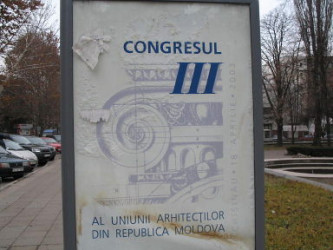 CONGRESUL
III
AL UNIUNII ARHITECȚILOR
DIN REPUBLICA MOLDOVA